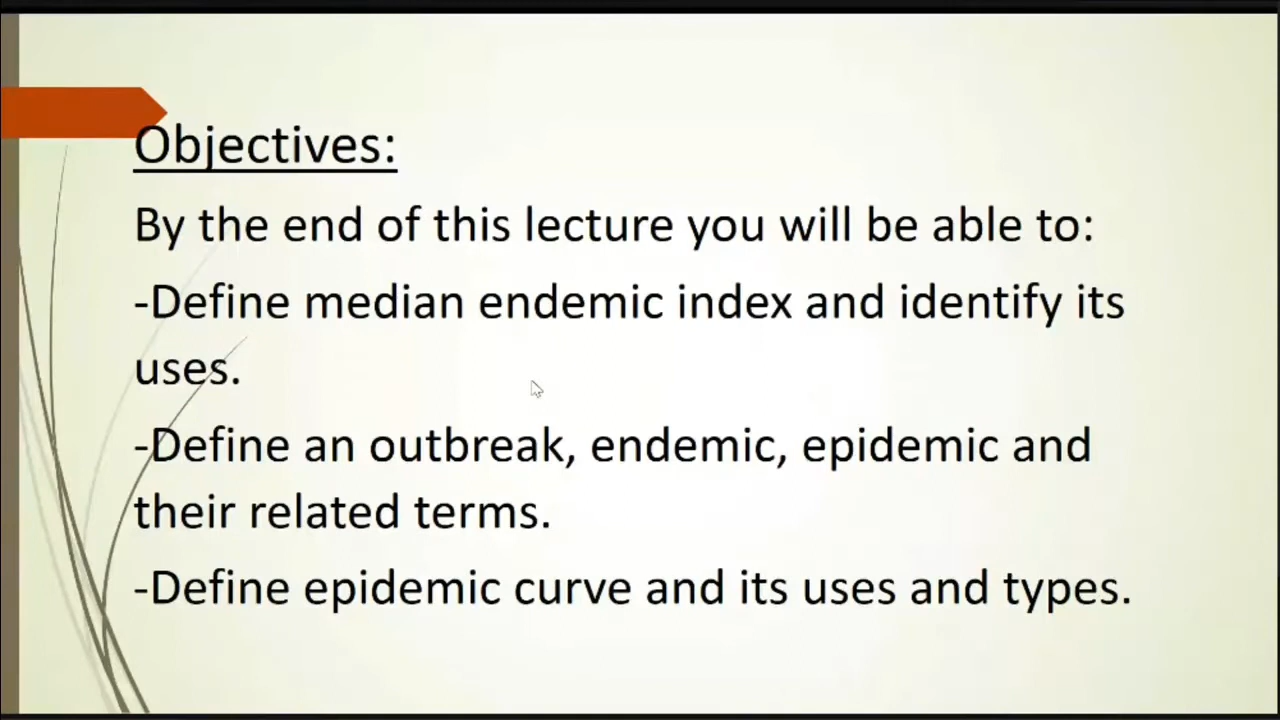 Objectives:
By the end of this lecture you will be able to:
-Define median endemic index and identify its
uses.
-Define an outbreak, endemic, epidemic and
their related terms.
-Define epidemic curve and its uses and types.